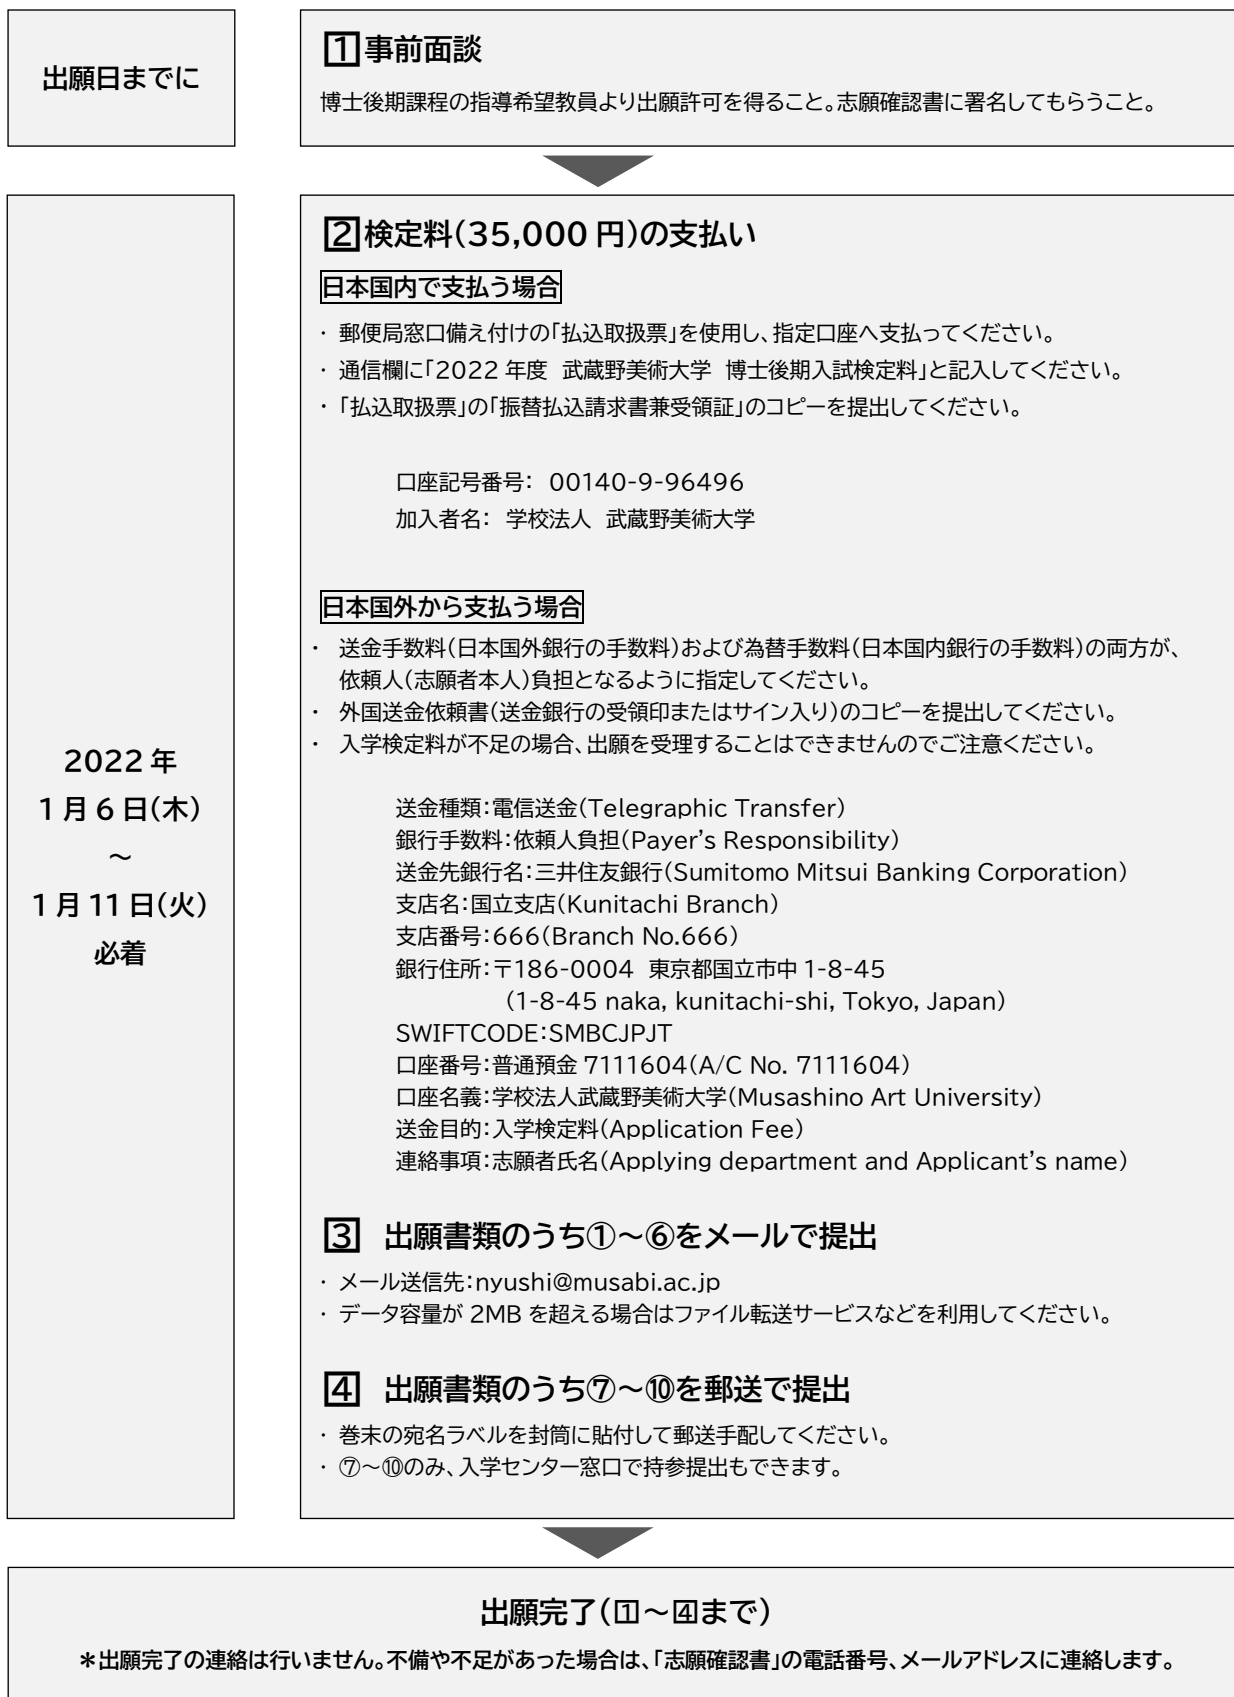 出願日までに
1 事前面談
博士後期課程の指導希望教員より出願許可を得ること。志願確認書に署名してもらうこと。
2022 年
1 月 6 日(木)
~
1 月 11 日(火)
必着
2 検定料(35,000 円)の支払い
日本国内で支払う場合
・ 郵便局窓口備え付けの「払込取扱票」を使用し、指定口座へ支払ってください。
・ 通信欄に「2022 年度 武蔵野美術大学 博士後期入試検定料」と記入してください。
・ 「払込取扱票」の「振替払込請求書兼受領証」のコピーを提出してください。
口座記号番号: 00140-9-96496
加入者名: 学校法人 武蔵野美術大学
日本国外から支払う場合
・ 送金手数料(日本国外銀行の手数料)および為替手数料(日本国内銀行の手数料)の両方が、
依頼人(志願者本人)負担となるように指定してください。
・ 外国送金依頼書(送金銀行の受領印またはサイン入り)のコピーを提出してください。
・ 入学検定料が不足の場合、出願を受理することはできませんのでご注意ください。
送金種類:電信送金(Telegraphic Transfer)
銀行手数料:依頼人負担(Payer's Responsibility)
送金先銀行名:三井住友銀行(Sumitomo Mitsui Banking Corporation)
支店名:国立支店(Kunitachi Branch)
支店番号:666(Branch No.666)
銀行住所:〒186-0004 東京都国立市中 1-8-45
(1-8-45 naka, kunitachi-shi, Tokyo, Japan)
SWIFTCODE:SMBCJPJT
口座番号:普通預金 7111604(A/C No. 7111604)
口座名義:学校法人武蔵野美術大学(Musashino Art University)
送金目的:入学検定料(Application Fee)
連絡事項:志願者氏名(Applying department and Applicant's name)
3 出願書類のうち①~⑥をメールで提出
・ メール送信先:nyushi@musabi.ac.jp
・ データ容量が 2MB を超える場合はファイル転送サービスなどを利用してください。
4 出願書類のうち⑦~⑩を郵送で提出
・ 巻末の宛名ラベルを封筒に貼付して郵送手配してください。
・ ⑦~⑩のみ、入学センター窓口で持参提出もできます。
出願完了(1~4まで)
*出願完了の連絡は行いません。不備や不足があった場合は、「志願確認書」の電話番号、メールアドレスに連絡します。